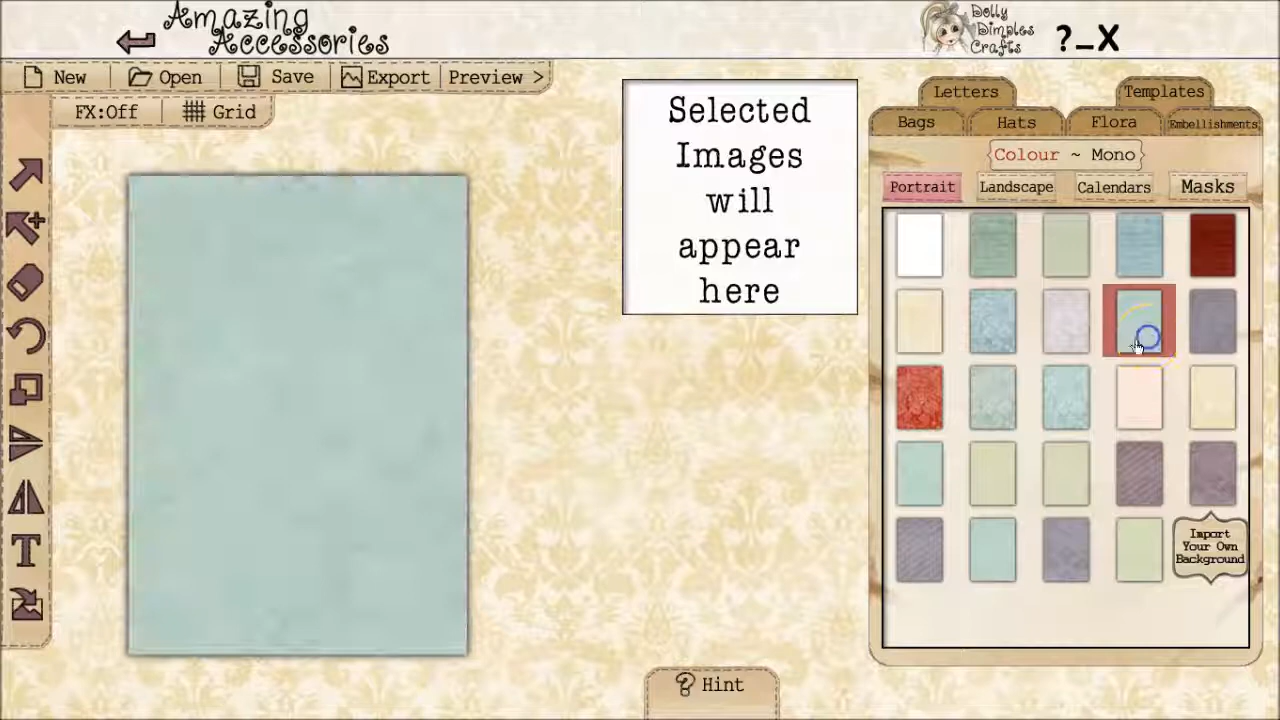 Amazing
Accessories
Dolly
Dimples
Crafts
?_X
New
Open
Save
Export
Preview >
FX:Off
Grid
Selected
Images
will
appear
here
Letters
Templates
Bags
Hats
Flora
Embellishments
Colour ~ Mono
Portrait
Landscape
Calendars
Masks
Import
Your Own
Background
T
? Hint